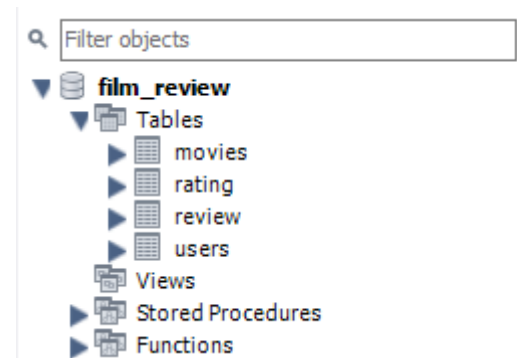 Filter objects
film_review
Tables
movies
rating
review
users
Views
Stored Procedures
Functions